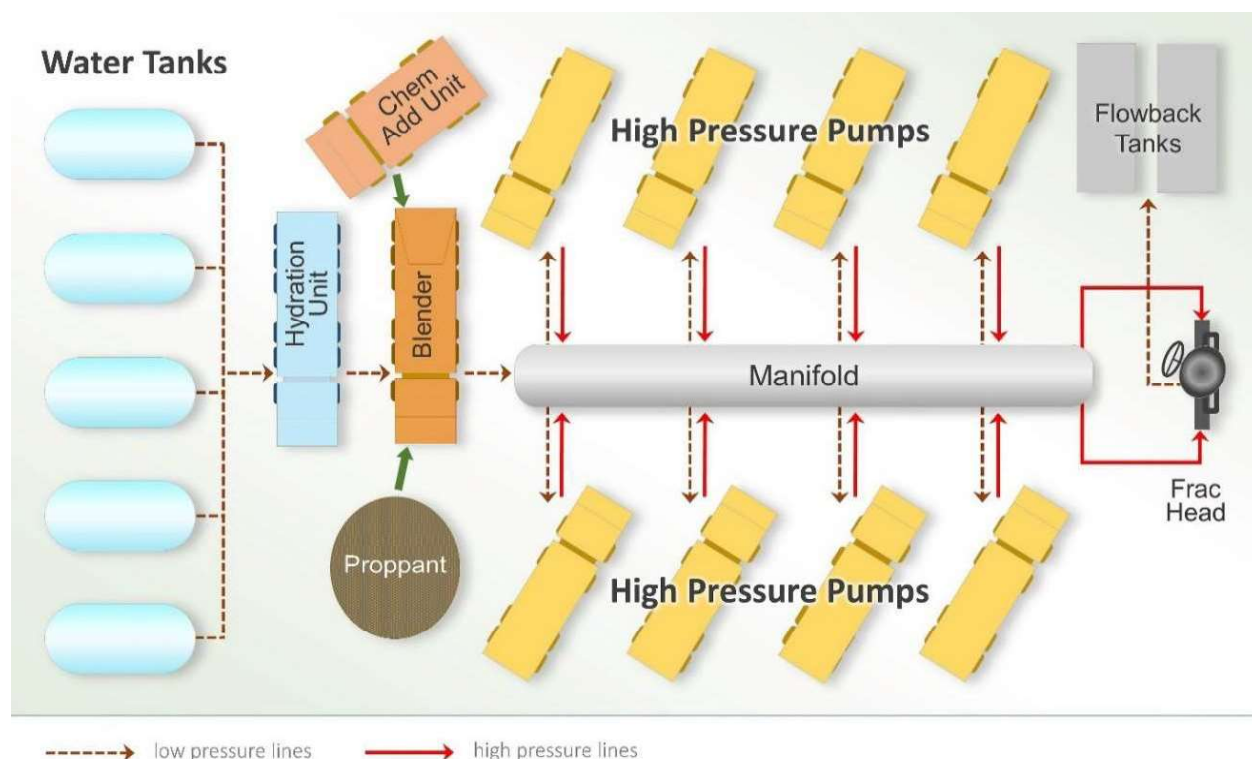 Water Tanks
Chem
Add Unit
High Pressure Pumps
Flowback
Tanks
Hydration
Unit
Blender
Manifold
Frac
Head
Proppant
High Pressure Pumps
low pressure lines
high pressure lines